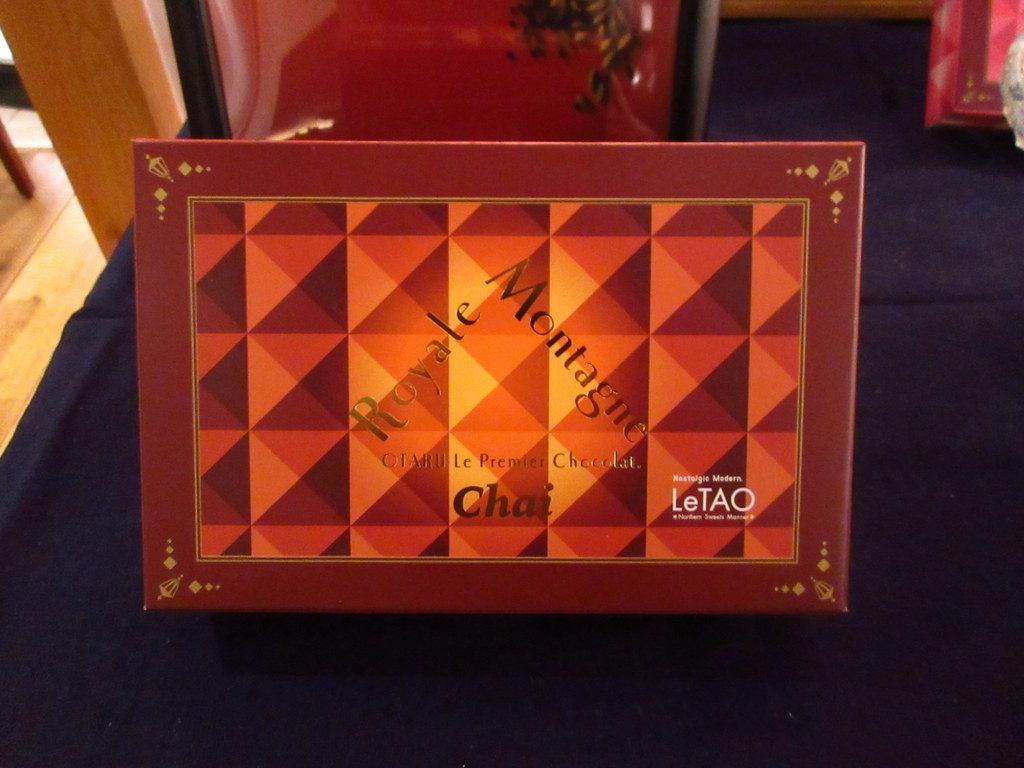 Royale Montagne
OTARU Le Premier Chocolat.
Chai
Nostalgic Modern.
LeTAO
Northern Sweets Manner